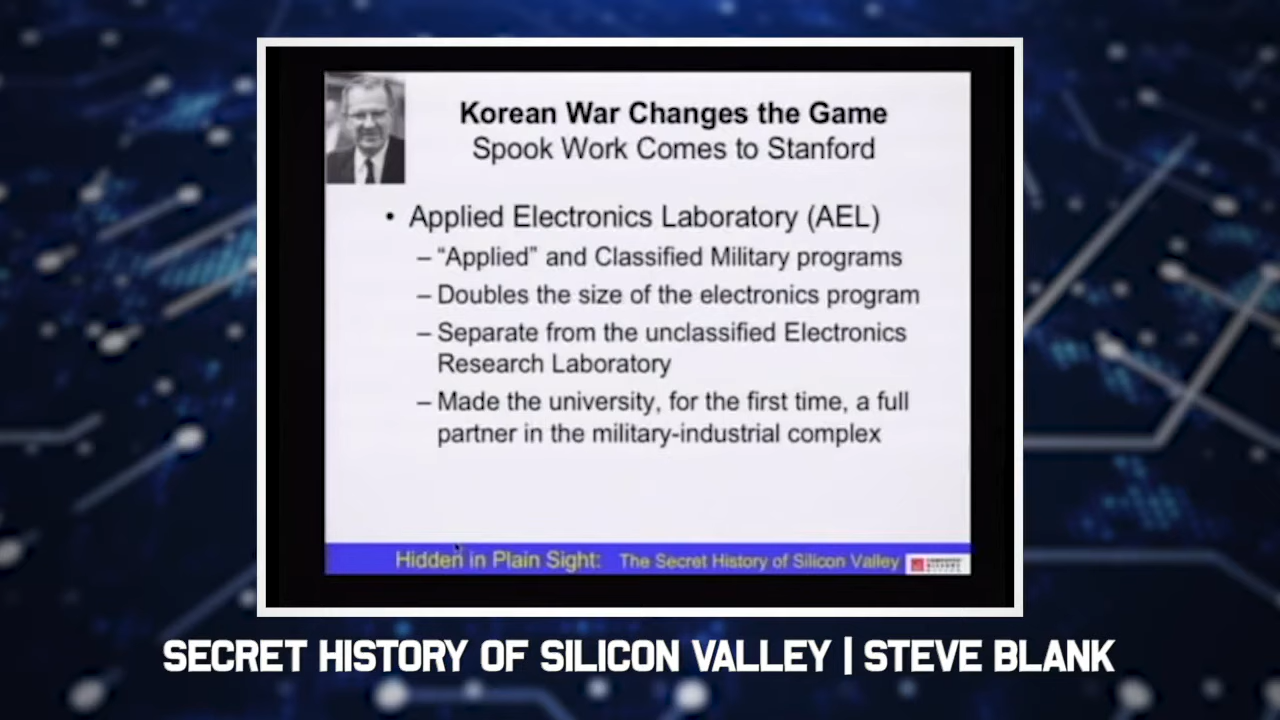 Korean War Changes the Game
Spook Work Comes to Stanford
• Applied Electronics Laboratory (AEL)
– “Applied” and Classified Military programs
– Doubles the size of the electronics program
– Separate from the unclassified Electronics
Research Laboratory
– Made the university, for the first time, a full
partner in the military-industrial complex
Hidden in Plain Sight: The Secret History of Silicon Valley
SECRET HISTORY OF SILICON VALLEY | STEVE BLANK